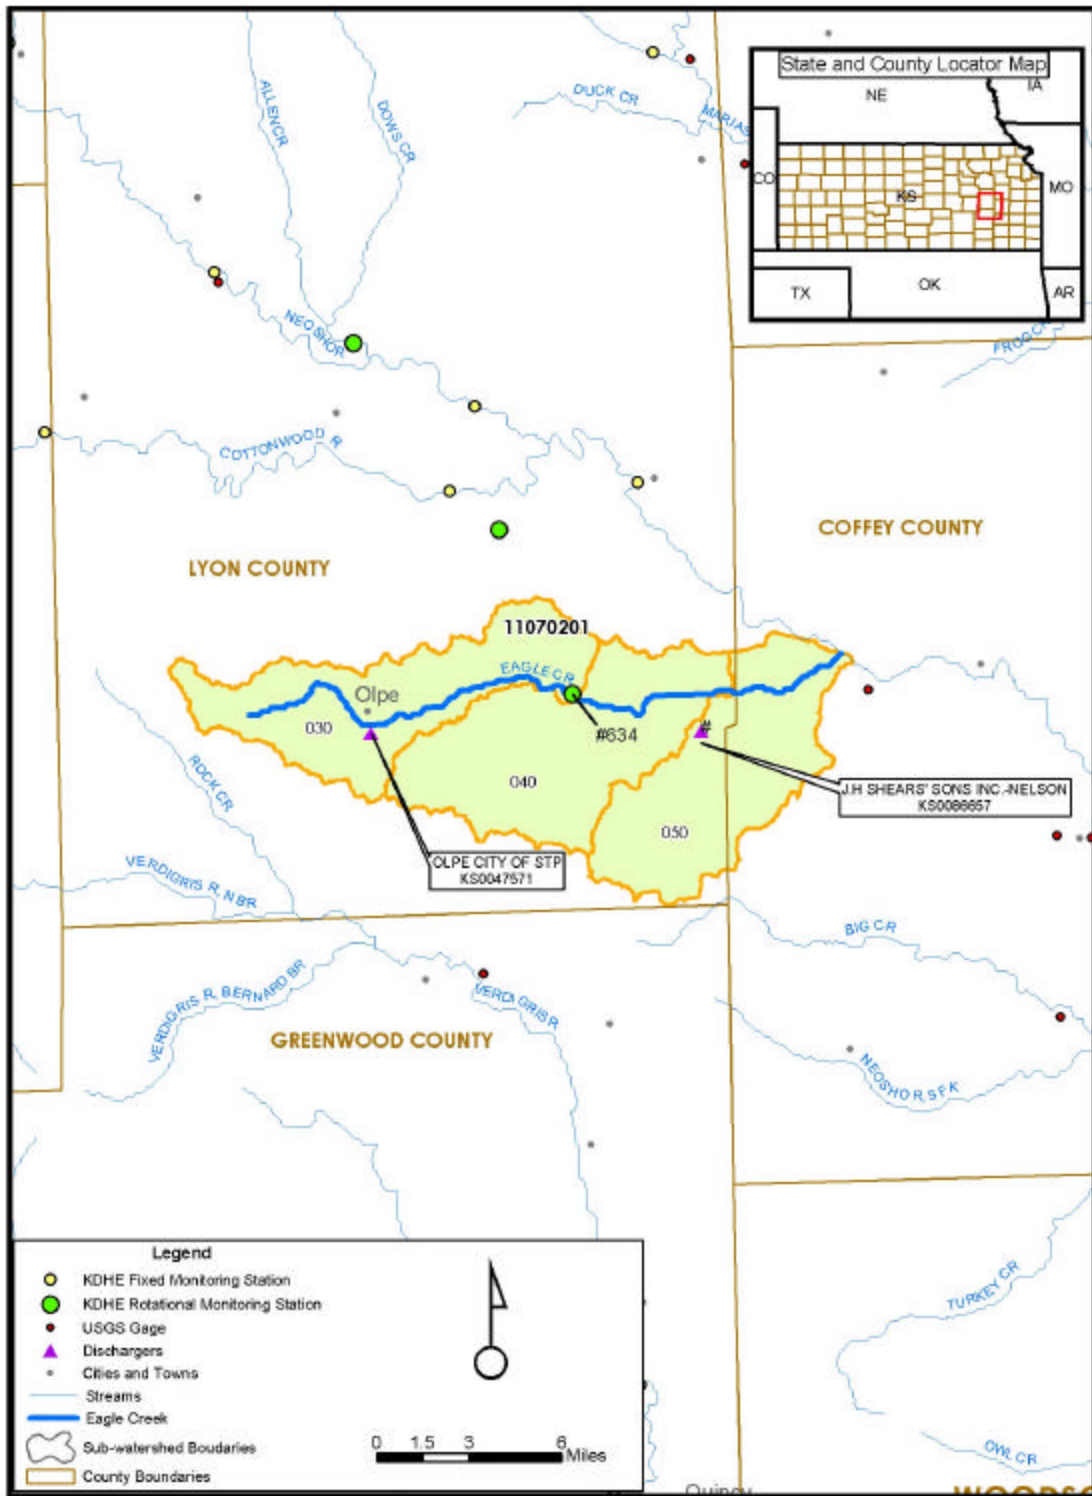 State and County Locator Map
NE
IA
CO
KS
MO
TX
OK
AR
ALLEN CR
DOWS CR
DUCK CR
MARIAS
NEOSHO R
FROG CR
COTTONWOOD R
COFFEY COUNTY
LYON COUNTY
11070201
EAGLE CR
Olpe
030
#634
#
040
ROCK CR
J.H SHEARS' SONS INC.-NELSON
KS0086657
050
OLPE CITY OF STP
KS0047571
VERDIGRIS R, N BR
BIG CR
VERDIGRIS R, BERNARD BR
VERDIGRIS R
GREENWOOD COUNTY
NEOSHO R, S FK
TURKEY CR
OWL CR
Legend
KDHE Fixed Monitoring Station
KDHE Rotational Monitoring Station
USGS Gage
Dischargers
Cities and Towns
Streams
Eagle Creek
Sub-watershed Boudaries
County Boundaries
0 1.5 3 6
Miles
Quincy
WOODSO